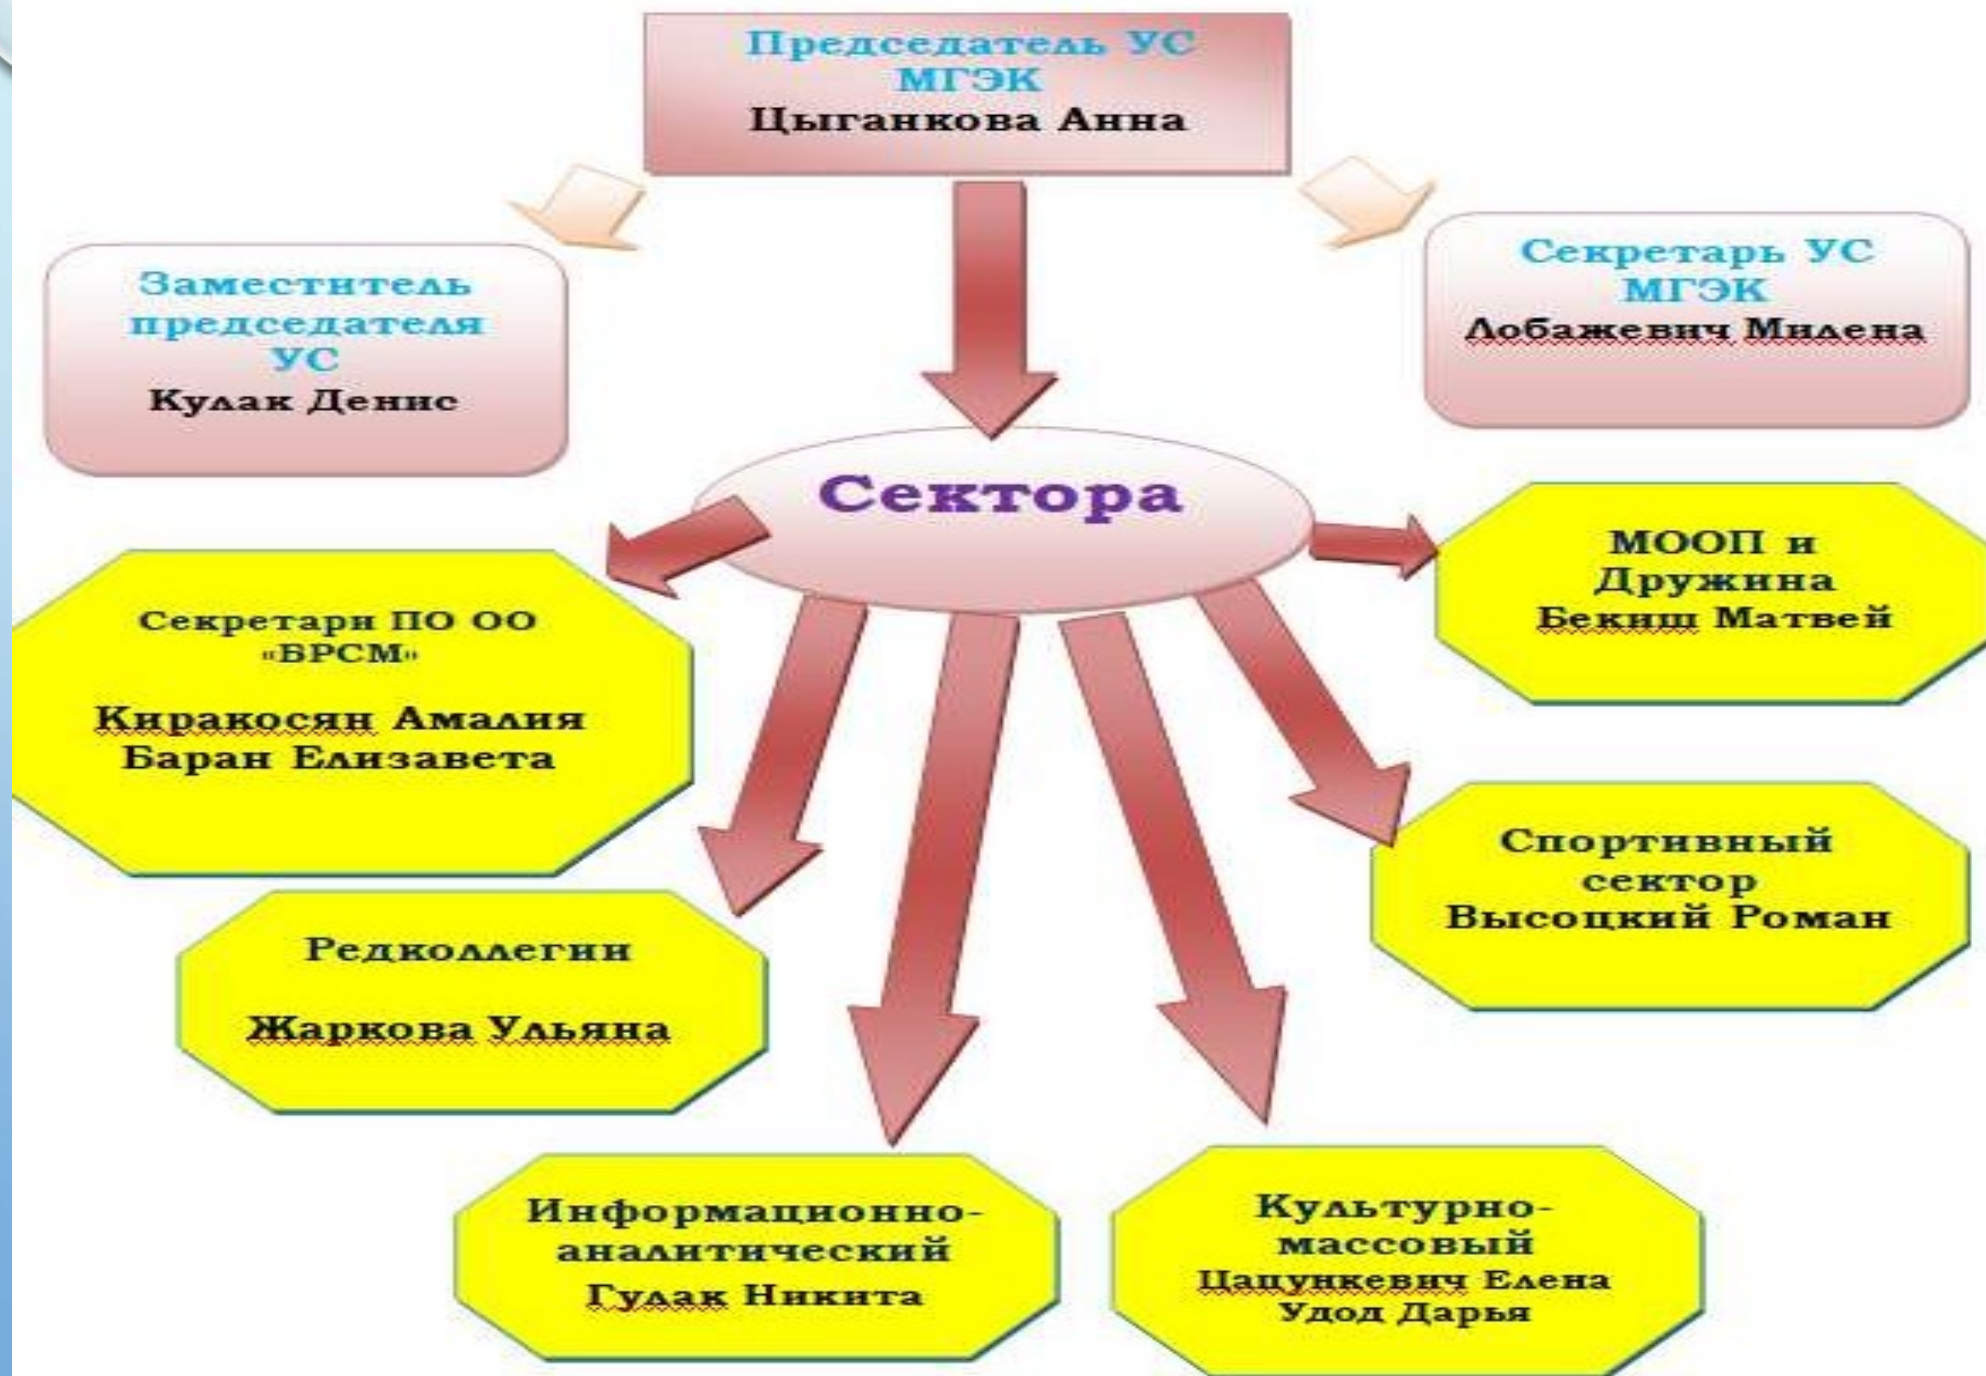 Председатель УС
МГЭК
Цыганкова Анна
Заместитель
председателя
УС
Кулак Денис
Секретарь УС
МГЭК
Лобажевич Милена
Сектора
МООП и
Дружина
Бекиш Матвей
Секретари ПО ОО
«БРСМ»
Киракосян Амалия
Баран Елизавета
Спортивный
сектор
Высоцкий Роман
Редколлегии
Жаркова Ульяна
Информационно-
аналитический
Гулак Никита
Культурно-
массовый
Цацункевич Елена
Удод Дарья